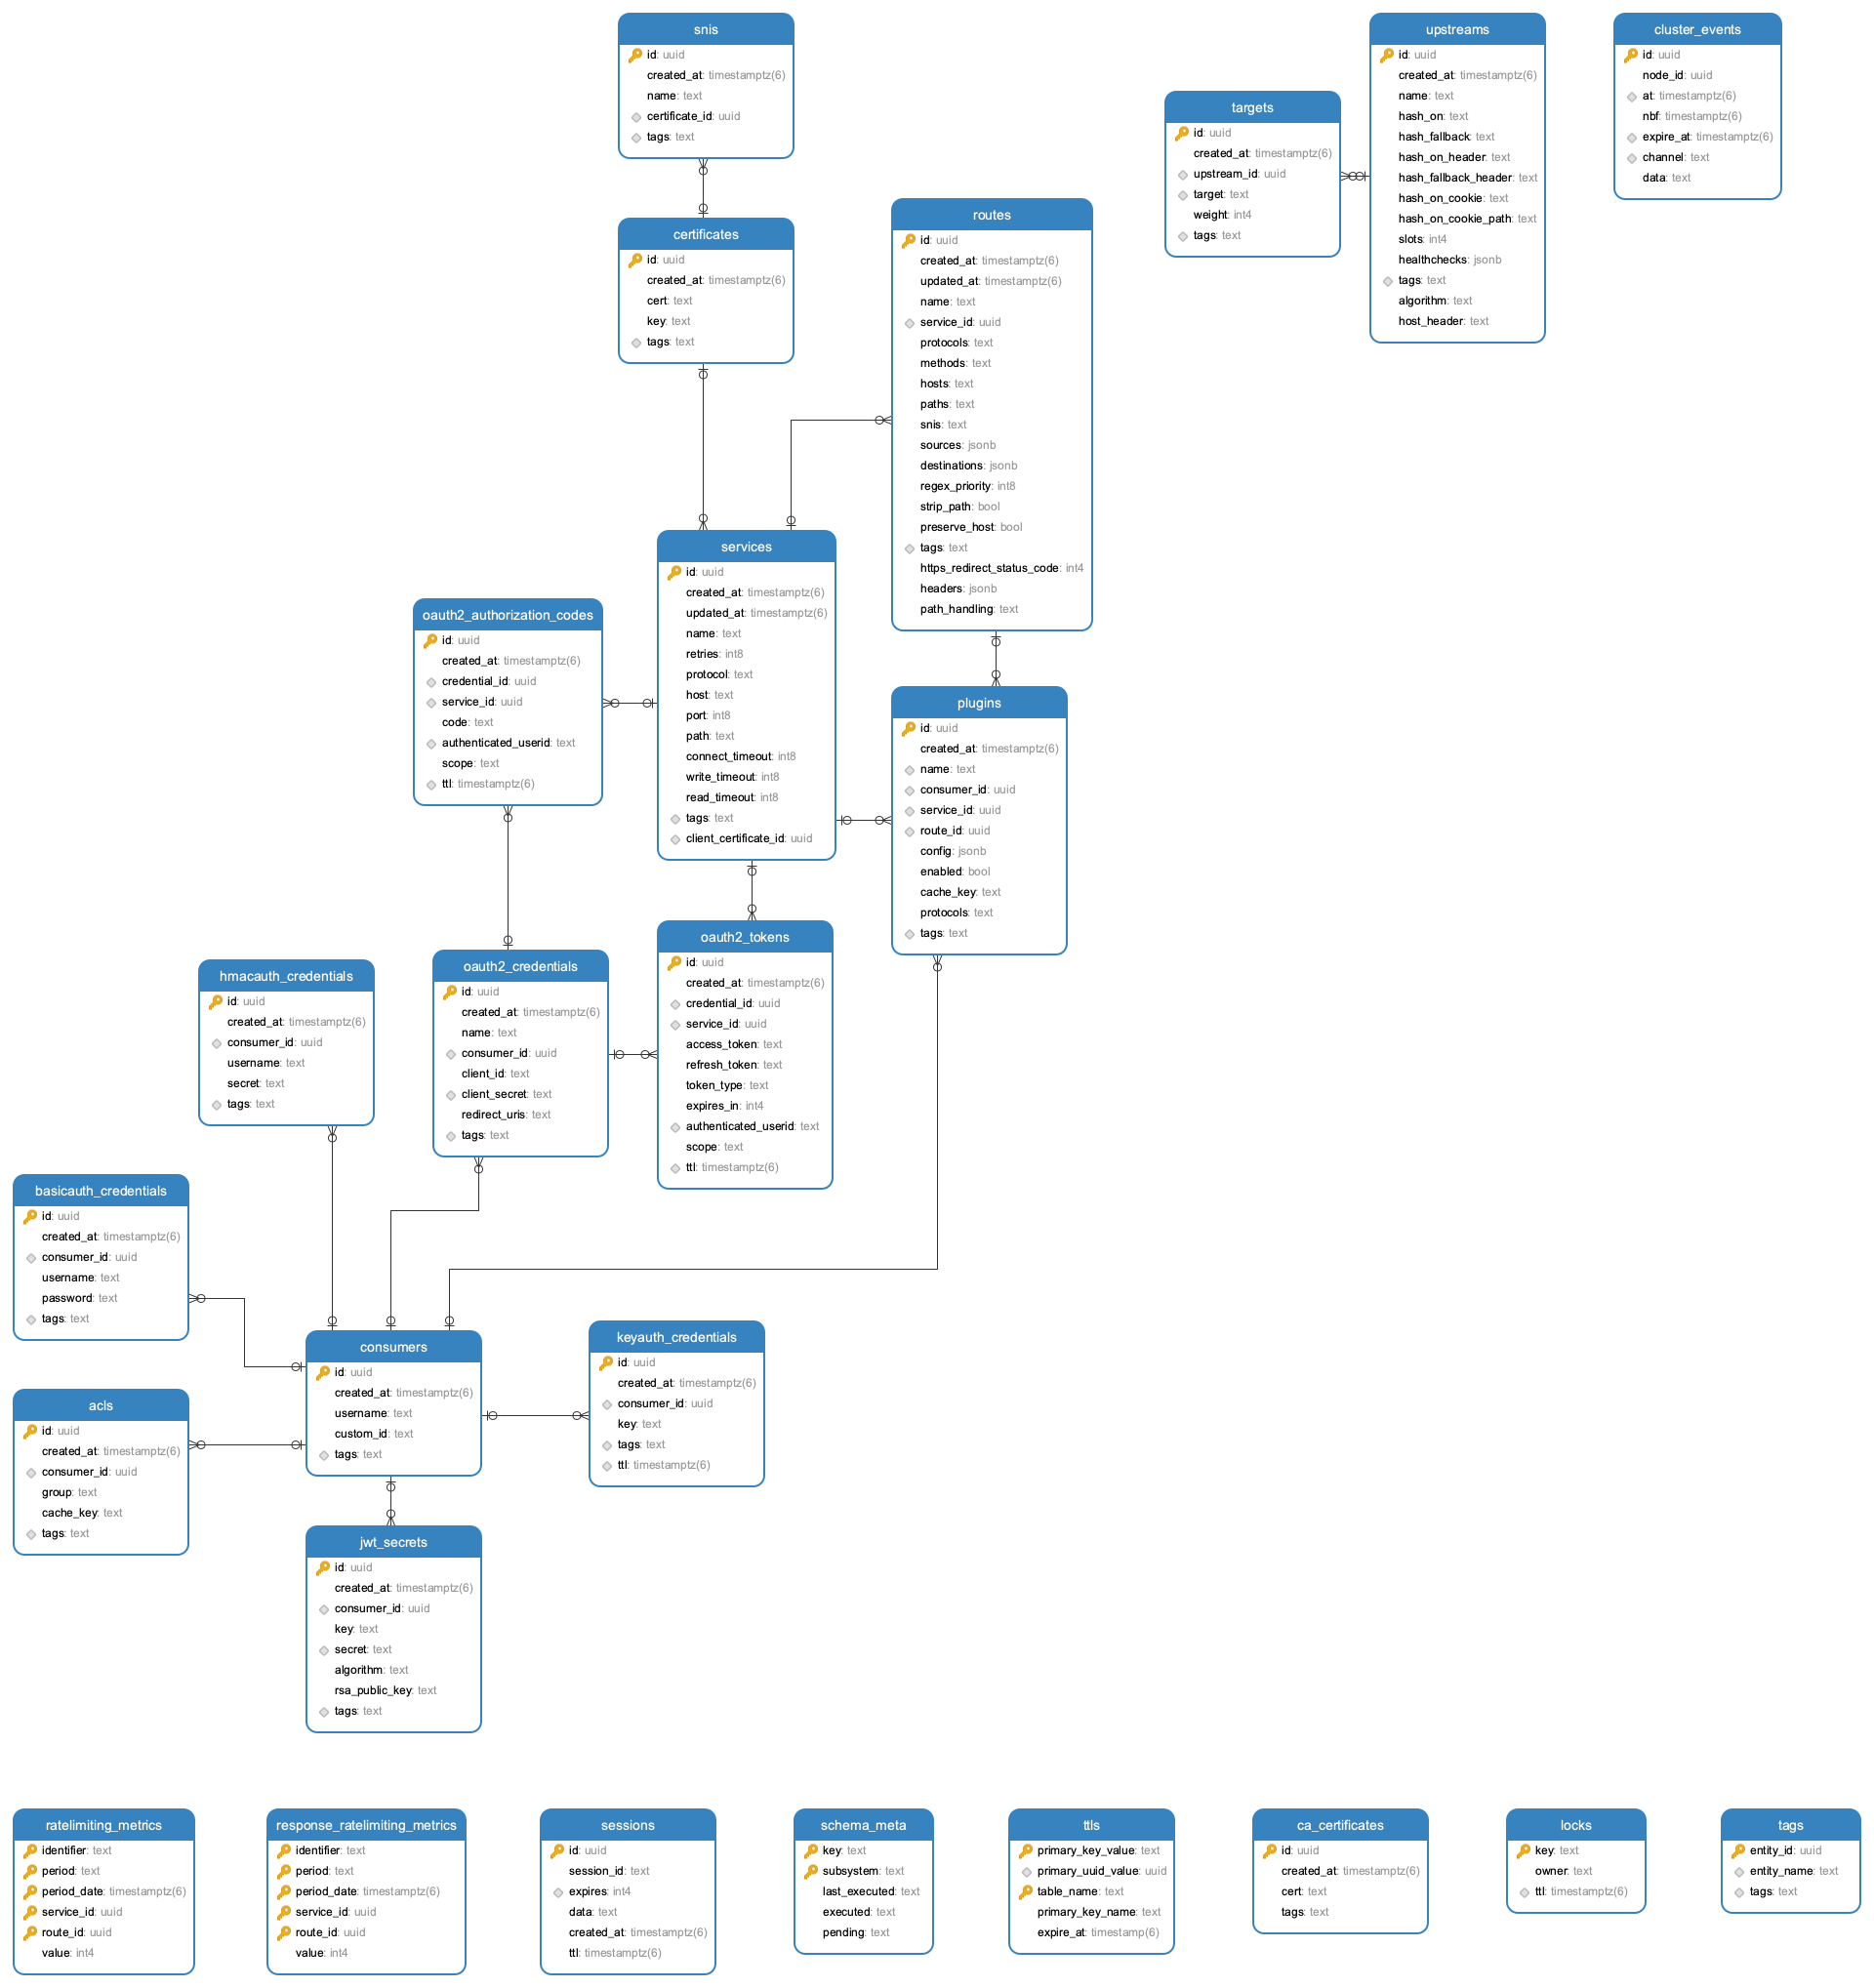 snis
id: uuid
created_at: timestamptz(6)
name: text
certificate_id: uuid
tags: text
upstreams
id: uuid
created_at: timestamptz(6)
name: text
hash_on: text
hash_fallback: text
hash_on_header: text
hash_fallback_header: text
hash_on_cookie: text
hash_on_cookie_path: text
slots: int4
healthchecks: jsonb
tags: text
algorithm: text
host_header: text
cluster_events
id: uuid
node_id: uuid
at: timestamptz(6)
nbf: timestamptz(6)
expire_at: timestamptz(6)
channel: text
data: text
targets
id: uuid
created_at: timestamptz(6)
upstream_id: uuid
target: text
weight: int4
tags: text
certificates
id: uuid
created_at: timestamptz(6)
cert: text
key: text
tags: text
routes
id: uuid
created_at: timestamptz(6)
updated_at: timestamptz(6)
name: text
service_id: uuid
protocols: text
methods: text
hosts: text
paths: text
snis: text
sources: jsonb
destinations: jsonb
regex_priority: int8
strip_path: bool
preserve_host: bool
tags: text
https_redirect_status_code: int4
headers: jsonb
path_handling: text
services
id: uuid
created_at: timestamptz(6)
updated_at: timestamptz(6)
name: text
retries: int8
protocol: text
host: text
port: int8
path: text
connect_timeout: int8
write_timeout: int8
read_timeout: int8
tags: text
client_certificate_id: uuid
oauth2_authorization_codes
id: uuid
created_at: timestamptz(6)
credential_id: uuid
service_id: uuid
code: text
authenticated_userid: text
scope: text
ttl: timestamptz(6)
plugins
id: uuid
created_at: timestamptz(6)
name: text
consumer_id: uuid
service_id: uuid
route_id: uuid
config: jsonb
enabled: bool
cache_key: text
protocols: text
tags: text
oauth2_tokens
id: uuid
created_at: timestamptz(6)
credential_id: uuid
service_id: uuid
access_token: text
refresh_token: text
token_type: text
expires_in: int4
authenticated_userid: text
scope: text
ttl: timestamptz(6)
oauth2_credentials
id: uuid
created_at: timestamptz(6)
name: text
consumer_id: uuid
client_id: text
client_secret: text
redirect_uris: text
tags: text
hmacauth_credentials
id: uuid
created_at: timestamptz(6)
consumer_id: uuid
username: text
secret: text
tags: text
basicauth_credentials
id: uuid
created_at: timestamptz(6)
consumer_id: uuid
username: text
password: text
tags: text
consumers
id: uuid
created_at: timestamptz(6)
username: text
custom_id: text
tags: text
keyauth_credentials
id: uuid
created_at: timestamptz(6)
consumer_id: uuid
key: text
tags: text
ttl: timestamptz(6)
acls
id: uuid
created_at: timestamptz(6)
consumer_id: uuid
group: text
cache_key: text
tags: text
jwt_secrets
id: uuid
created_at: timestamptz(6)
consumer_id: uuid
key: text
secret: text
algorithm: text
rsa_public_key: text
tags: text
ratelimiting_metrics
identifier: text
period: text
period_date: timestamptz(6)
service_id: uuid
route_id: uuid
value: int4
response_ratelimiting_metrics
identifier: text
period: text
period_date: timestamptz(6)
service_id: uuid
route_id: uuid
value: int4
sessions
id: uuid
session_id: text
expires: int4
data: text
created_at: timestamptz(6)
ttl: timestamptz(6)
schema_meta
key: text
subsystem: text
last_executed: text
executed: text
pending: text
ttls
primary_key_value: text
primary_uuid_value: uuid
table_name: text
primary_key_name: text
expire_at: timestamp(6)
ca_certificates
id: uuid
created_at: timestamptz(6)
cert: text
tags: text
locks
key: text
owner: text
ttl: timestamptz(6)
tags
entity_id: uuid
entity_name: text
tags: text